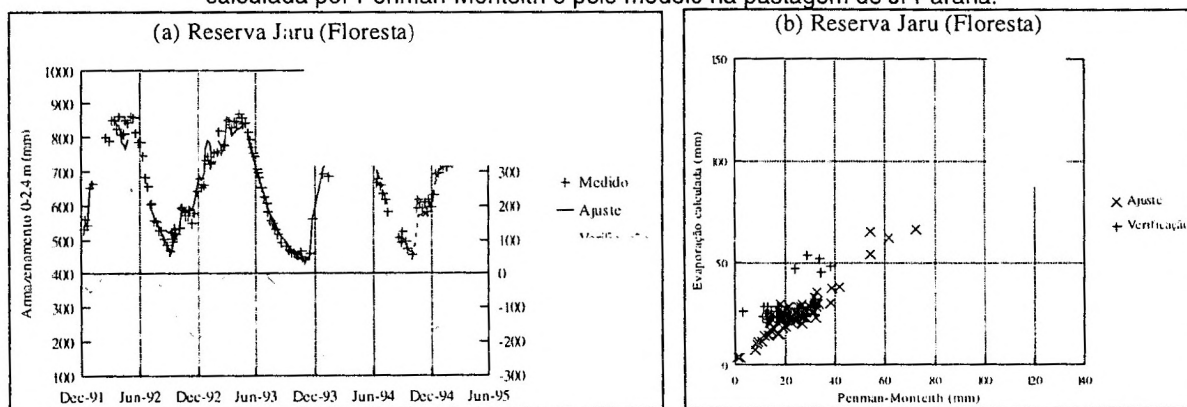 calculada por Penman-Monteith e pelo modelo na pastagem de Ji-Paraná.
(a) Reserva Jaru (Floresta)
Armazenamento 0-2.4 m (mm)
1000
900
800
700
600
500
400
300
200
100
300
200
100
0
-100
-200
-300
Dec-91 Jun-92 Dec-92 Jun-93 Dec-93 Jun-94 Dec-94 Jun-95
+ Medido
— Ajuste
(b) Reserva Jaru (Floresta)
Evaporação calculada (mm)
150
100
50
0
0 20 40 60 80 100 120 140
Penman-Monteith (mm)
× Ajuste
+ Verificação